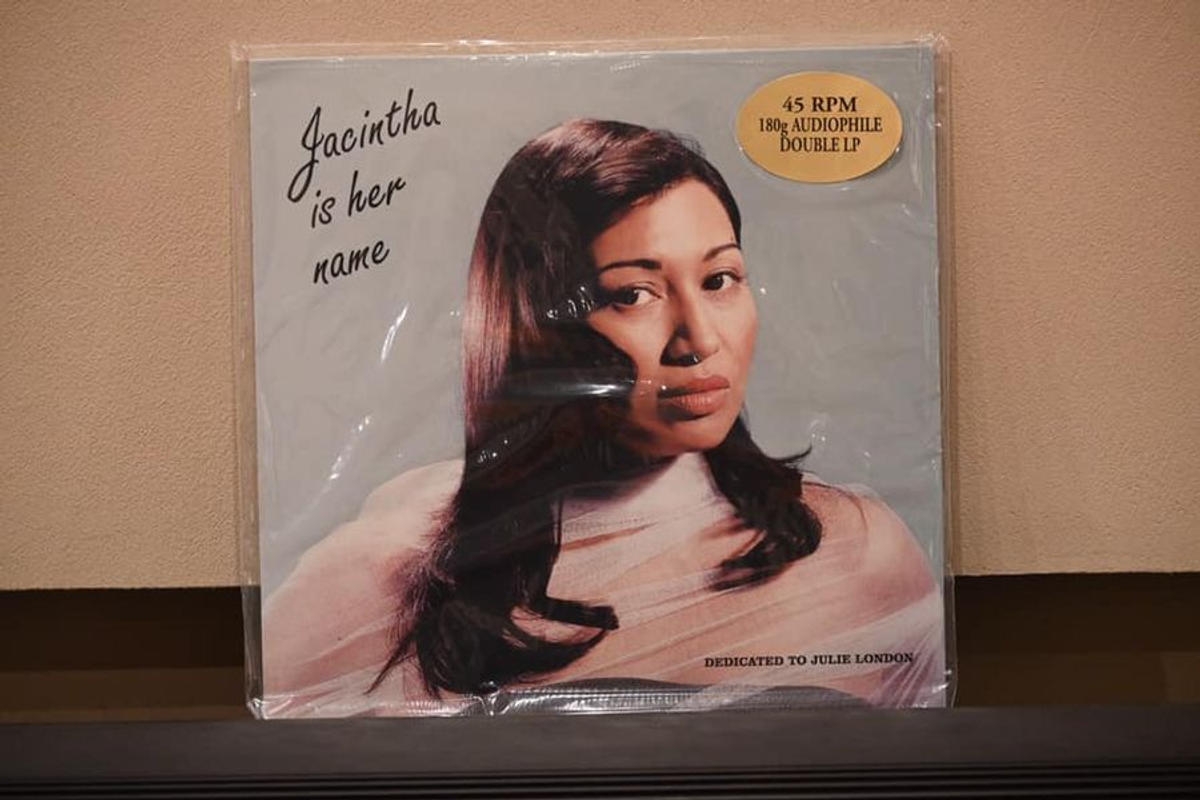 Jacintha
is her
name
45 RPM
180g AUDIOPHILE
DOUBLE LP
DEDICATED TO JULIE LONDON